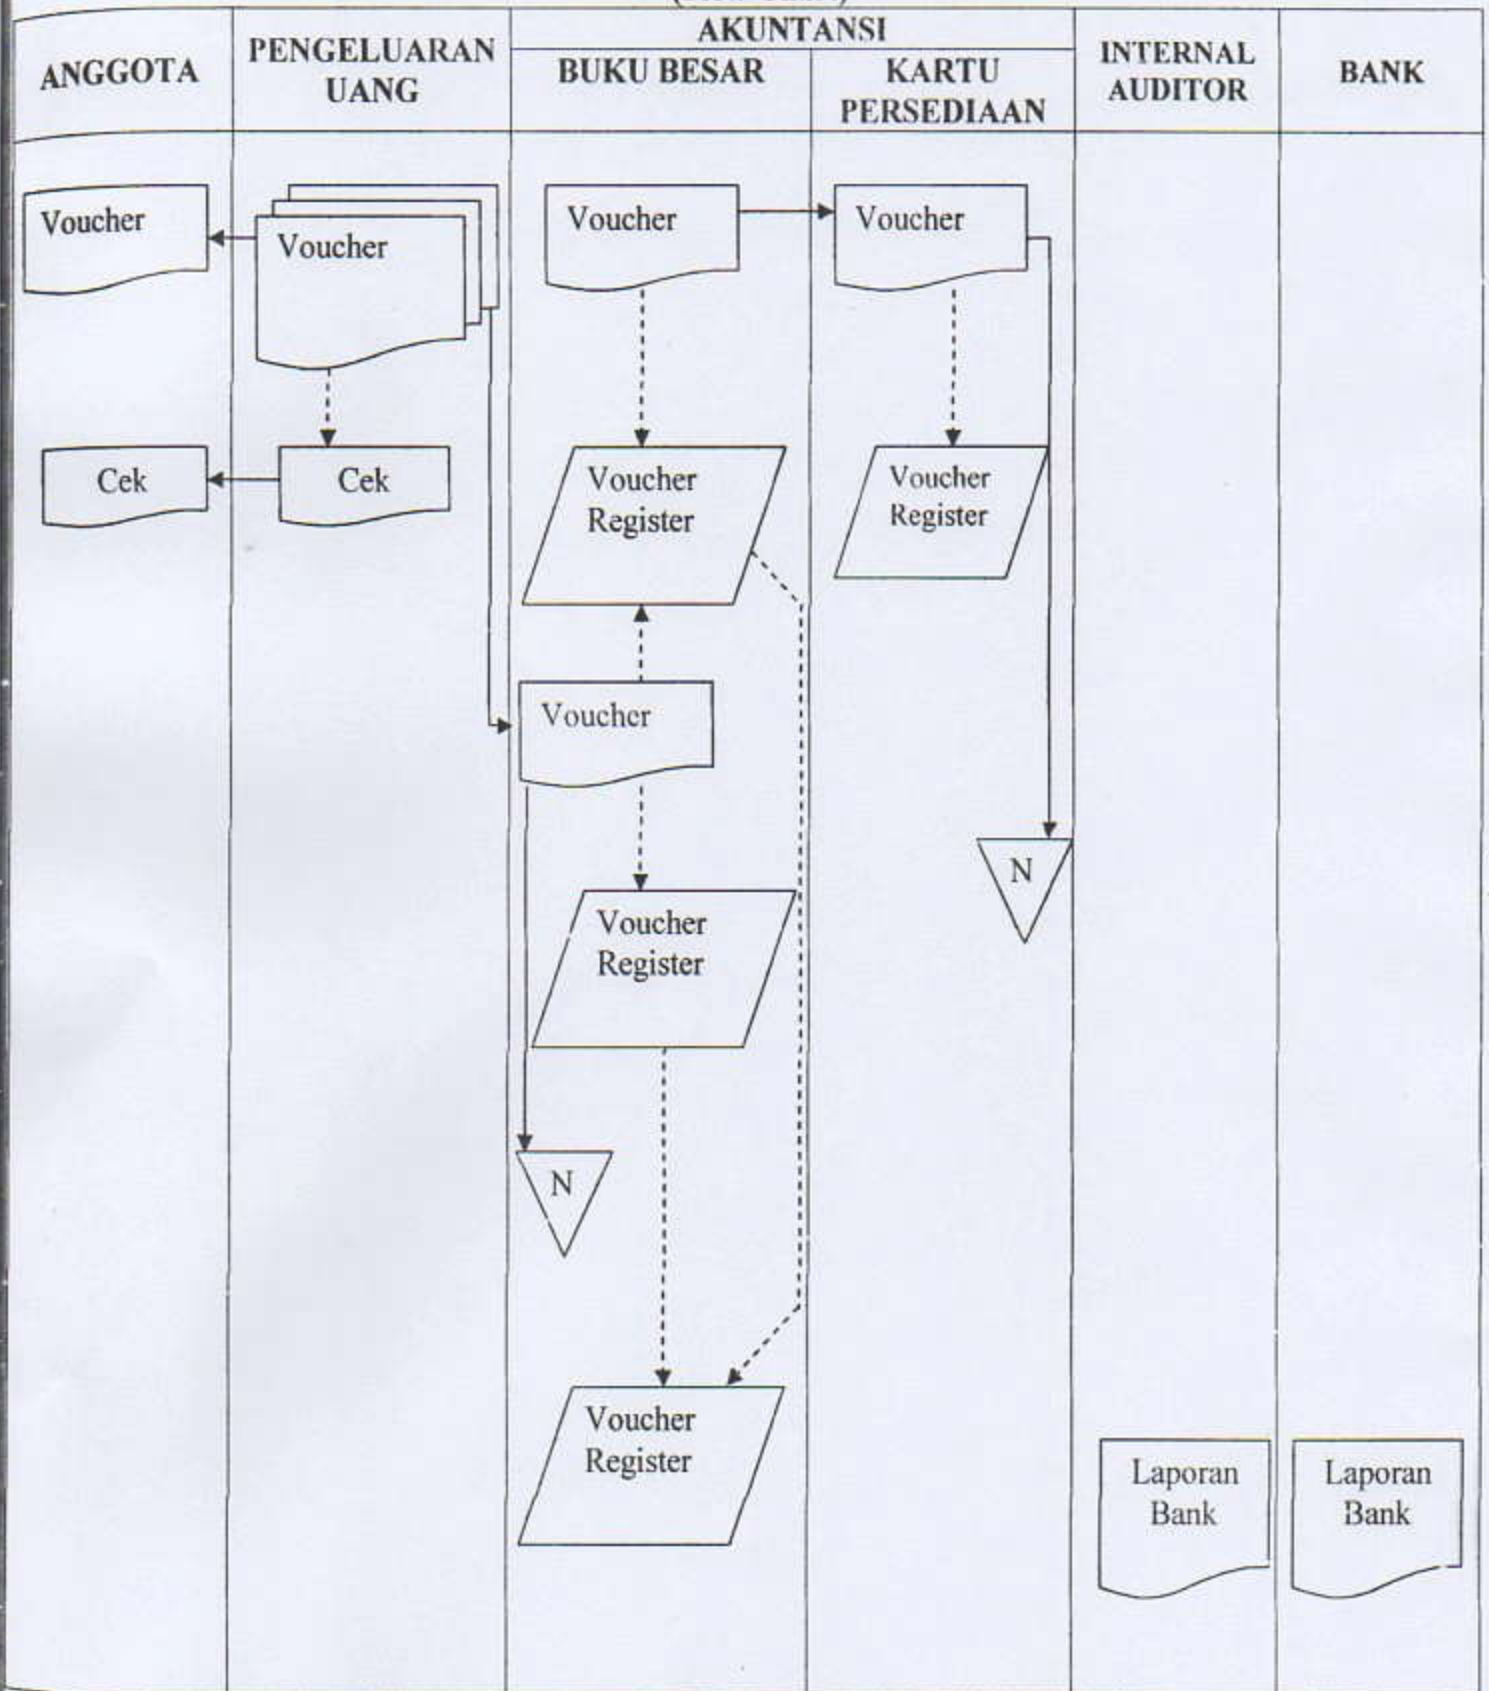 AKUNTANSI
ANGGOTA
PENGELUARAN
UANG
BUKU BESAR
KARTU
PERSEDIAAN
INTERNAL
AUDITOR
BANK
Voucher
Voucher
Voucher
Voucher
Cek
Cek
Voucher
Register
Voucher
Register
Voucher
N
Voucher
Register
N
Voucher
Register
Laporan
Bank
Laporan
Bank